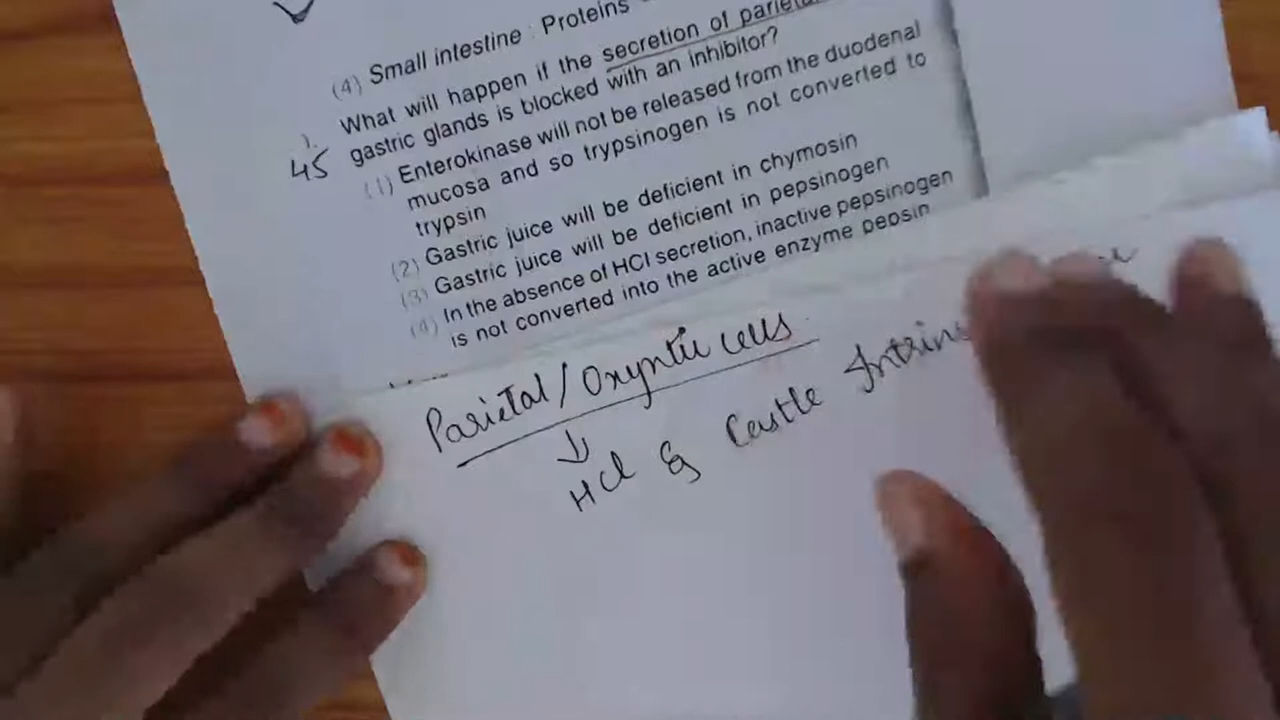 (4) Small intestine : Proteins
What will happen if the secretion of parietal
45 gastric glands is blocked with an inhibitor?
(1) Enterokinase will not be released from the duodenal
mucosa and so trypsinogen is not converted to
trypsin
(2) Gastric juice will be deficient in chymosin
(3) Gastric juice will be deficient in pepsinogen
(4) In the absence of HCl secretion, inactive pepsinogen
is not converted into the active enzyme peosin
Parietal / Oxyntic cells
HCl & Castle Intrins